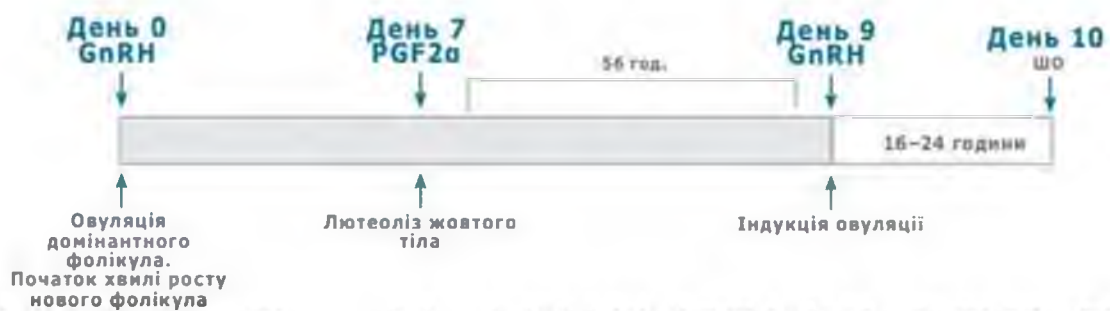 День 0
GnRH
День 7
PGF2α
56 год.
День 9
GnRH
День 10
ШО
16–24 години
Овуляція
домінантного
фолікула.
Початок хвилі росту
нового фолікула
Лютеоліз жовтого
тіла
Індукція овуляції